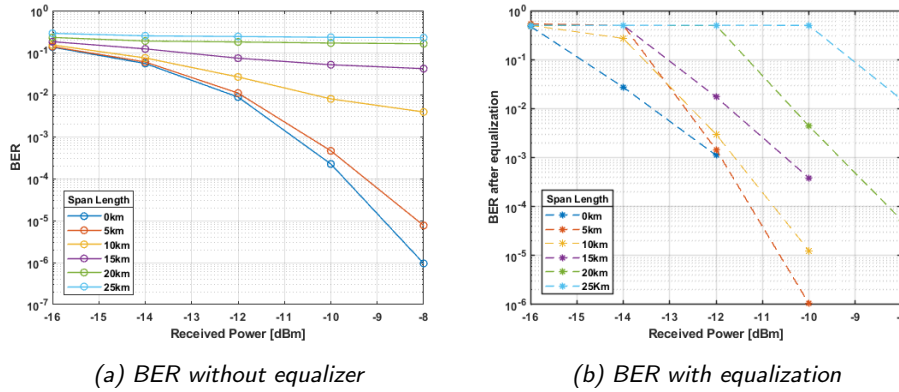 10^0
10^-1
10^-2
10^-3
10^-4
10^-5
10^-6
10^-7
BER
Span Length
0km
5km
10km
15km
20km
25km
-16 -15 -14 -13 -12 -11 -10 -9 -8
Received Power [dBm]
(a) BER without equalizer
10^0
10^-1
10^-2
10^-3
10^-4
10^-5
10^-6
BER after equalization
Span Length
0km
5km
10km
15km
20km
25Km
-16 -15 -14 -13 -12 -11 -10 -9
Received Power [dBm]
(b) BER with equalization